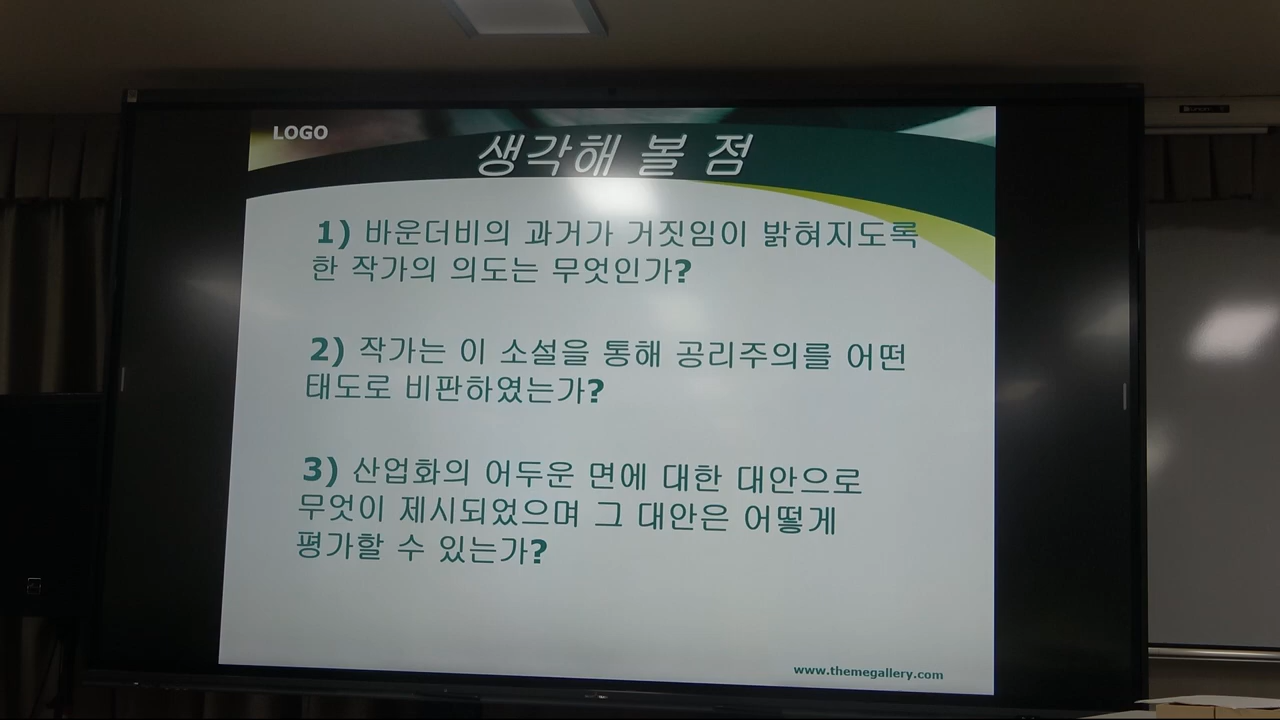 LOGO
생각해 볼 점
1) 바운더비의 과거가 거짓임이 밝혀지도록
한 작가의 의도는 무엇인가?
2) 작가는 이 소설을 통해 공리주의를 어떤
태도로 비판하였는가?
3) 산업화의 어두운 면에 대한 대안으로
무엇이 제시되었으며 그 대안은 어떻게
평가할 수 있는가?
www.themegallery.com